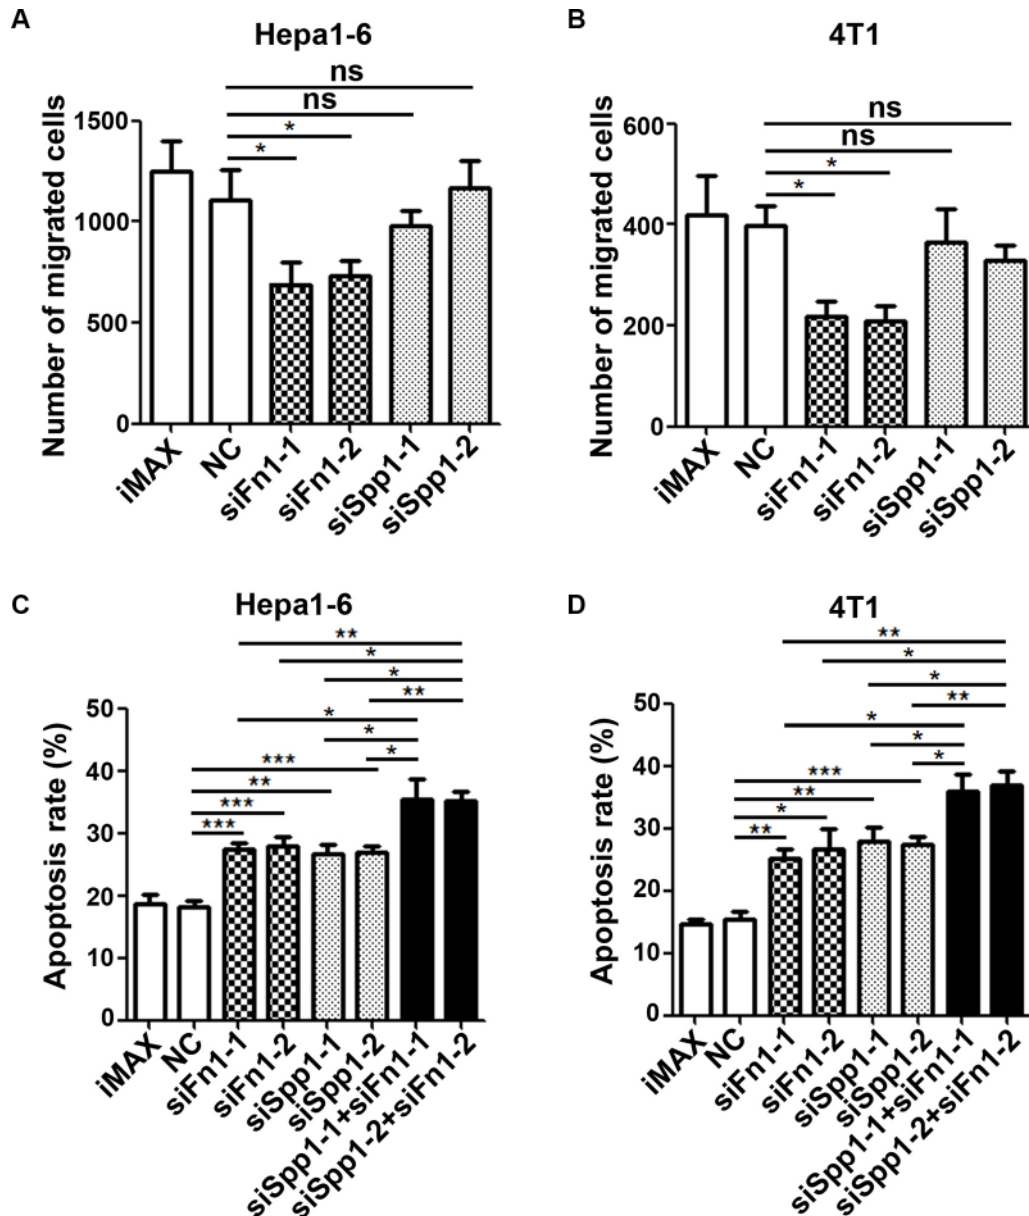 A
Hepa1-6
ns
ns
*
*
Number of migrated cells
1500
1000
500
0
iMAX
NC
siFn1-1
siFn1-2
siSpp1-1
siSpp1-2
B
4T1
ns
ns
*
*
Number of migrated cells
600
400
200
0
iMAX
NC
siFn1-1
siFn1-2
siSpp1-1
siSpp1-2
C
Hepa1-6
**
*
*
**
*
*
*
***
**
***
***
Apoptosis rate (%)
50
40
30
20
10
0
iMAX
NC
siFn1-1
siFn1-2
siSpp1-1
siSpp1-2
siSpp1-1+siFn1-1
siSpp1-2+siFn1-2
D
4T1
**
*
*
**
*
*
*
***
**
*
**
Apoptosis rate (%)
50
40
30
20
10
0
iMAX
NC
siFn1-1
siFn1-2
siSpp1-1
siSpp1-2
siSpp1-1+siFn1-1
siSpp1-2+siFn1-2